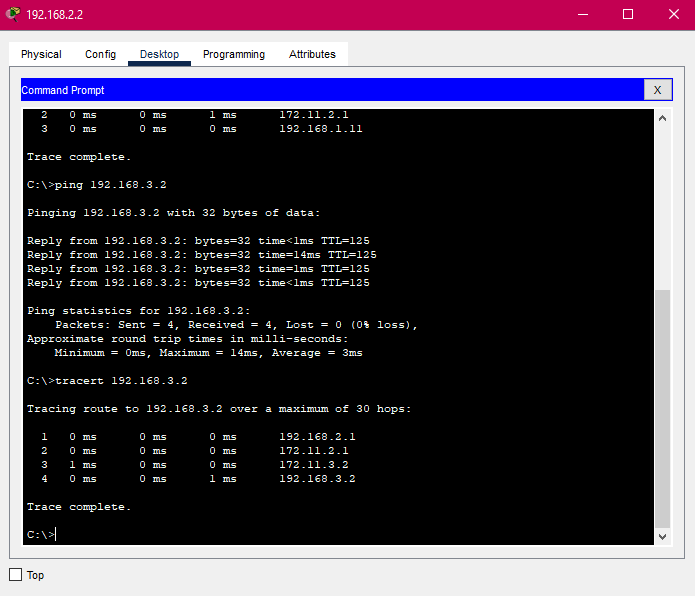 192.168.2.2
Physical Config Desktop Programming Attributes
Command Prompt X
2 0 ms 0 ms 1 ms 172.11.2.1
3 0 ms 0 ms 0 ms 192.168.1.11
Trace complete.
C:\>ping 192.168.3.2
Pinging 192.168.3.2 with 32 bytes of data:
Reply from 192.168.3.2: bytes=32 time<1ms TTL=125
Reply from 192.168.3.2: bytes=32 time=14ms TTL=125
Reply from 192.168.3.2: bytes=32 time=1ms TTL=125
Reply from 192.168.3.2: bytes=32 time<1ms TTL=125
Ping statistics for 192.168.3.2:
Packets: Sent = 4, Received = 4, Lost = 0 (0% loss),
Approximate round trip times in milli-seconds:
Minimum = 0ms, Maximum = 14ms, Average = 3ms
C:\>tracert 192.168.3.2
Tracing route to 192.168.3.2 over a maximum of 30 hops:
1 0 ms 0 ms 0 ms 192.168.2.1
2 0 ms 0 ms 0 ms 172.11.2.1
3 1 ms 0 ms 0 ms 172.11.3.2
4 0 ms 0 ms 1 ms 192.168.3.2
Trace complete.
C:\>
Top